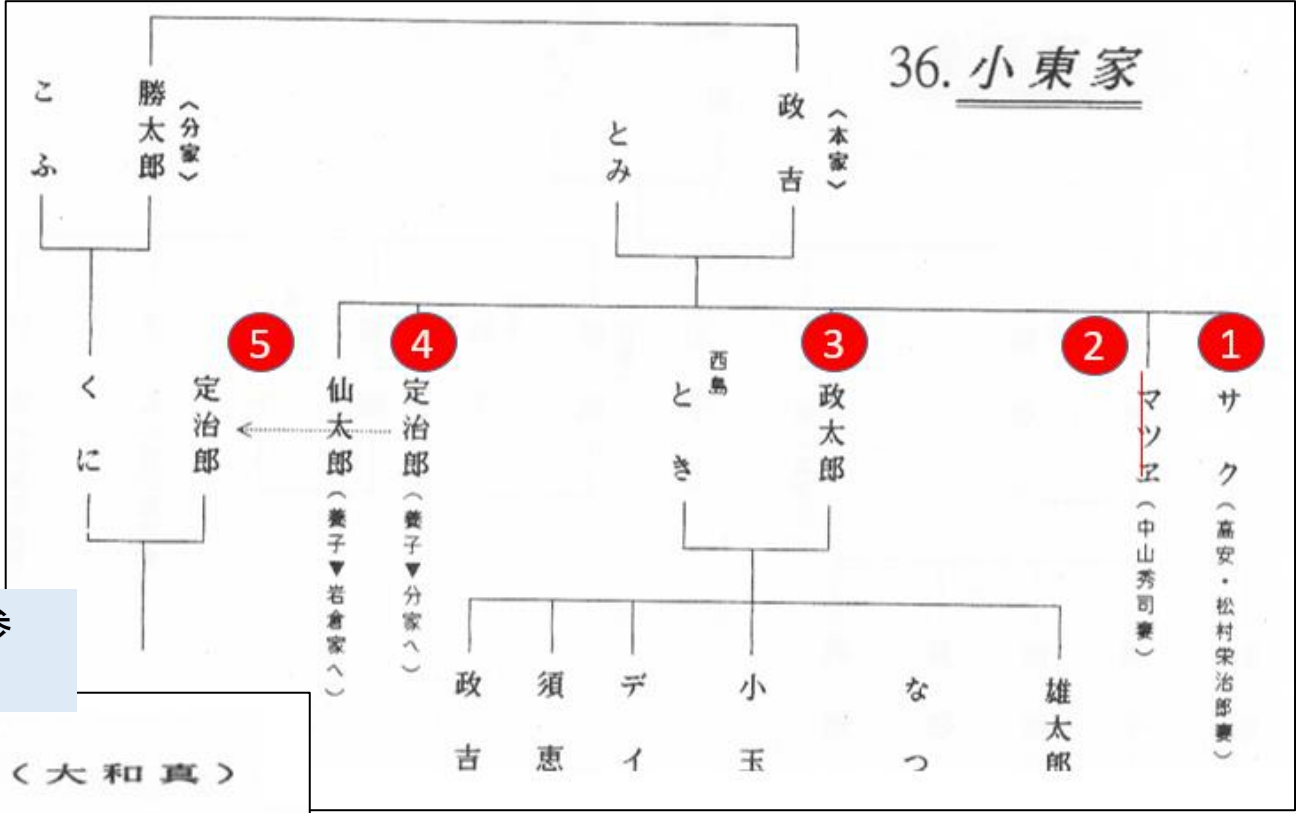 36. 小東家
政吉
〈本家〉
とみ
勝太郎
〈分家〉
こふ
1
サク(高安・松村栄治郎妻)
2
マツヱ(中山秀司妻)
3
政太郎
西島
とき
4
定治郎(養子▼分家へ)
仙太郎(養子▼岩倉家へ)
5
定治郎
くに
雄太郎
なつ
小玉
デイ
須恵
政吉
〈大和真〉